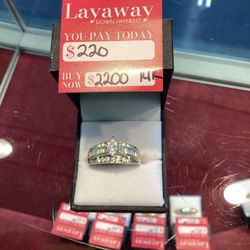 Layaway
DOWN PAYMENT
YOU PAY TODAY
$ 220
BUY NOW $ 2200 14K